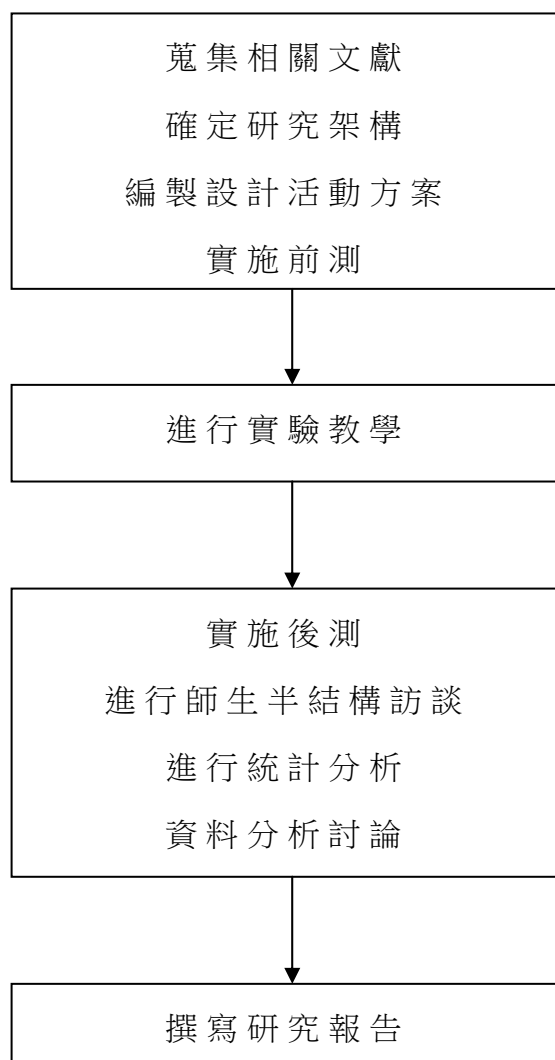 蒐集相關文獻
確定研究架構
編製設計活動方案
實施前測
進行實驗教學
實施後測
進行師生半結構訪談
進行統計分析
資料分析討論
撰寫研究報告